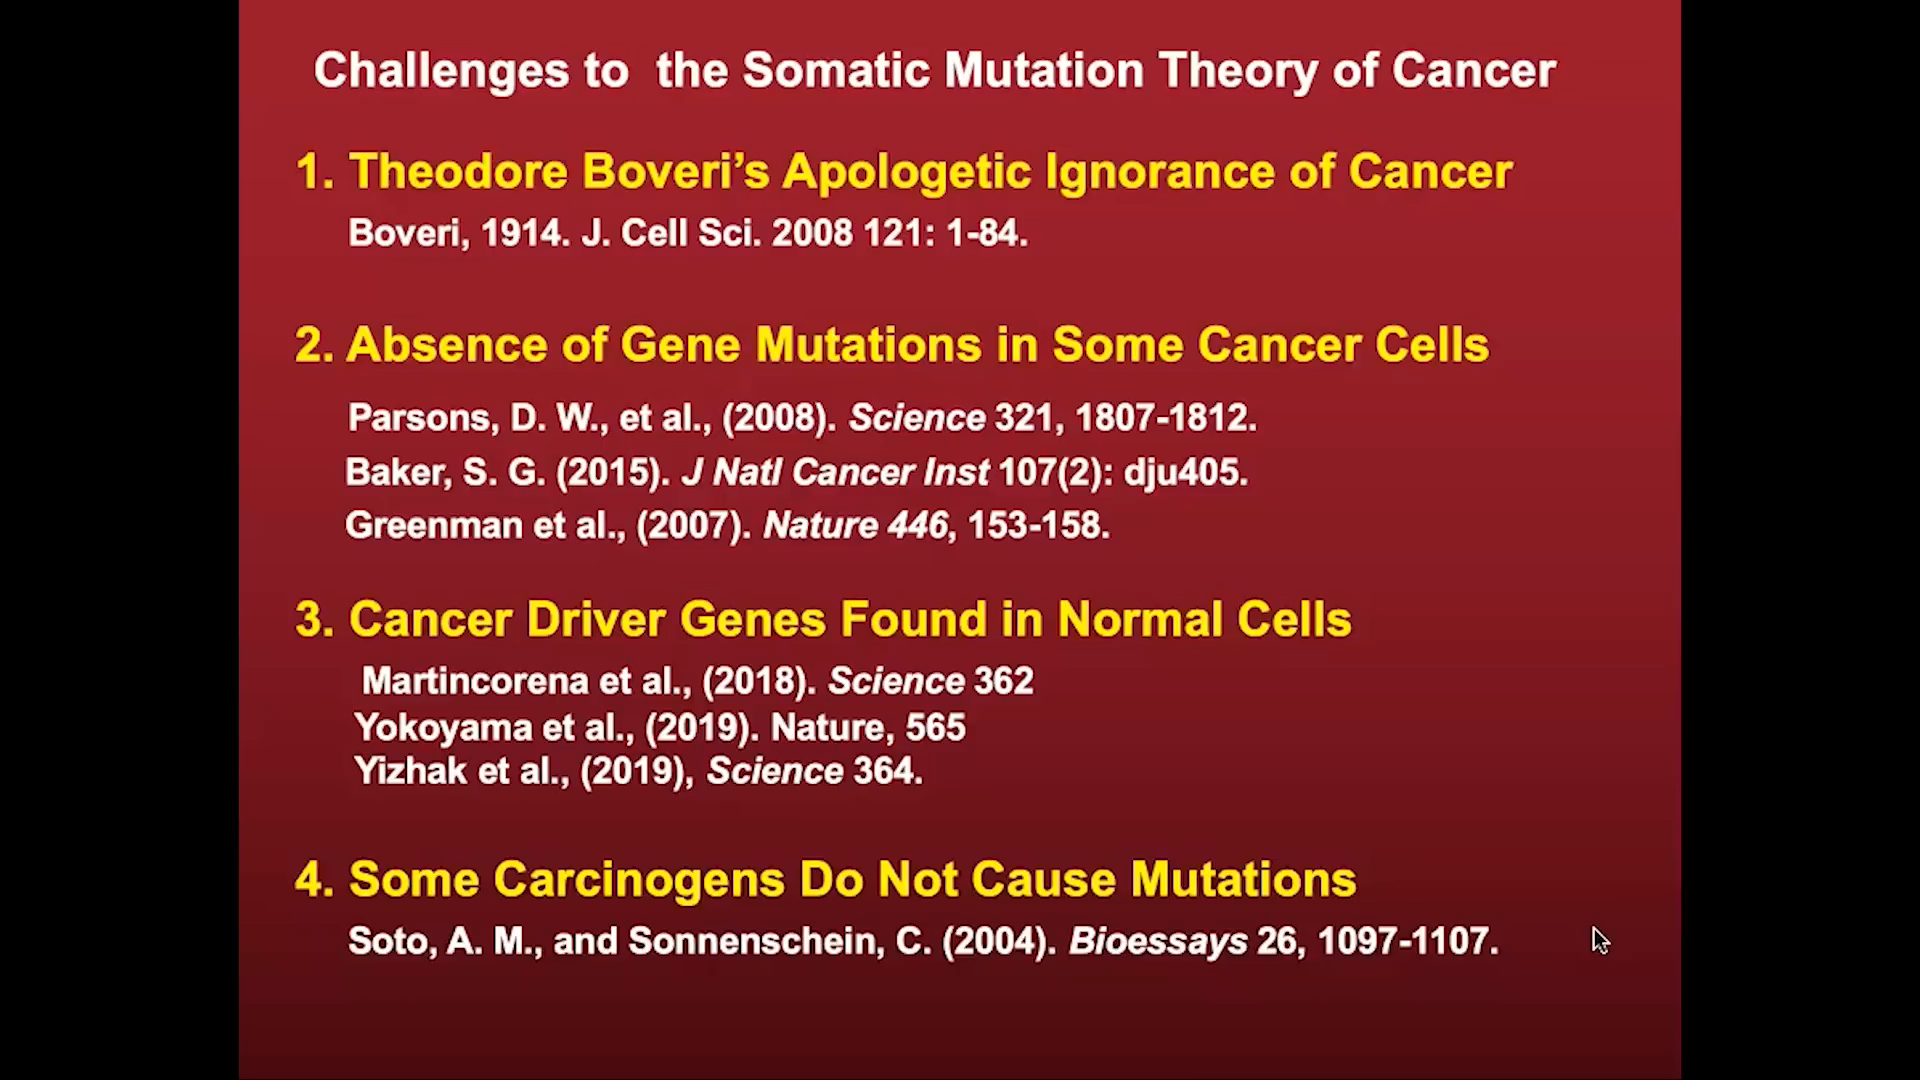 Challenges to the Somatic Mutation Theory of Cancer
1. Theodore Boveri’s Apologetic Ignorance of Cancer
Boveri, 1914. J. Cell Sci. 2008 121: 1-84.
2. Absence of Gene Mutations in Some Cancer Cells
Parsons, D. W., et al., (2008). Science 321, 1807-1812.
Baker, S. G. (2015). J Natl Cancer Inst 107(2): dju405.
Greenman et al., (2007). Nature 446, 153-158.
3. Cancer Driver Genes Found in Normal Cells
Martincorena et al., (2018). Science 362
Yokoyama et al., (2019). Nature, 565
Yizhak et al., (2019), Science 364.
4. Some Carcinogens Do Not Cause Mutations
Soto, A. M., and Sonnenschein, C. (2004). Bioessays 26, 1097-1107.